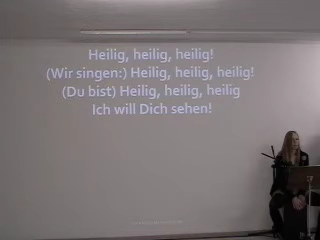 Heilig, heilig, heilig!
(Wir singen:) Heilig, heilig, heilig!
(Du bist) Heilig, heilig, heilig
Ich will Dich sehen!